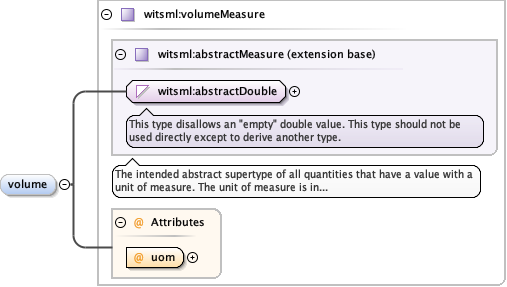 witsml:volumeMeasure
witsml:abstractMeasure (extension base)
witsml:abstractDouble
This type disallows an "empty" double value. This type should not be
used directly except to derive another type.
The intended abstract supertype of all quantities that have a value with a
unit of measure. The unit of measure is in...
volume
@ Attributes
@ uom